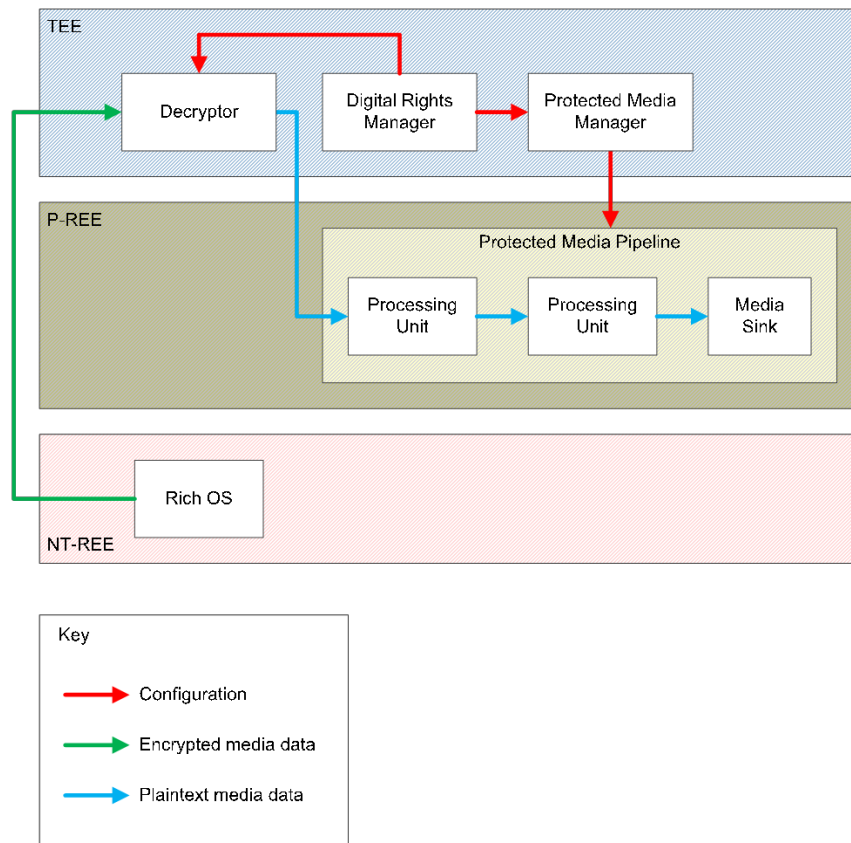 TEE
Decryptor
Digital Rights
Manager
Protected Media
Manager
P-REE
Protected Media Pipeline
Processing
Unit
Processing
Unit
Media
Sink
Rich OS
NT-REE
Key
Configuration
Encrypted media data
Plaintext media data